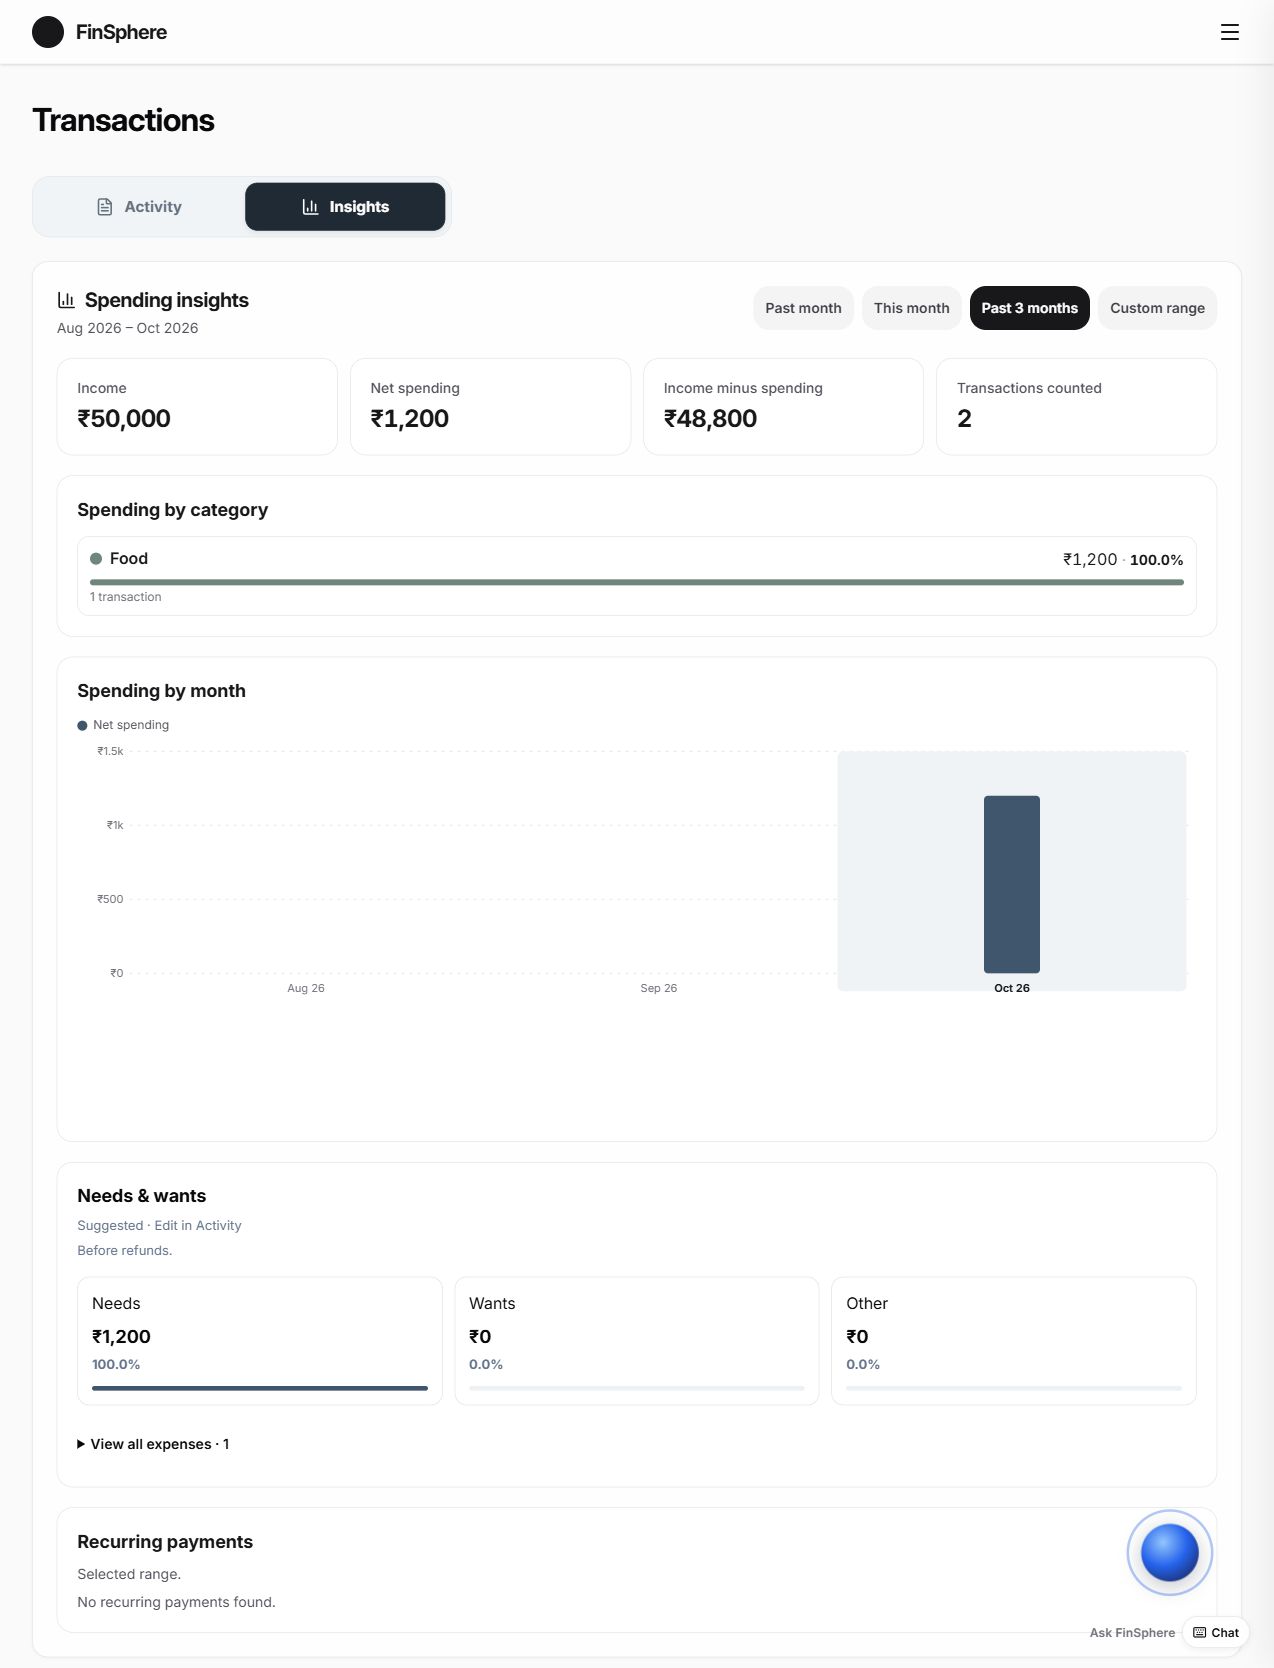 FinSphere
Transactions
Activity
Insights
Spending insights
Aug 2026 – Oct 2026
Past month
This month
Past 3 months
Custom range
Income
₹50,000
Net spending
₹1,200
Income minus spending
₹48,800
Transactions counted
2
Spending by category
Food
₹1,200 · 100.0%
1 transaction
Spending by month
Net spending
₹1.5k
₹1k
₹500
₹0
Aug 26
Sep 26
Oct 26
Needs & wants
Suggested · Edit in Activity
Before refunds.
Needs
₹1,200
100.0%
Wants
₹0
0.0%
Other
₹0
0.0%
View all expenses · 1
Recurring payments
Selected range.
No recurring payments found.
Ask FinSphere
Chat